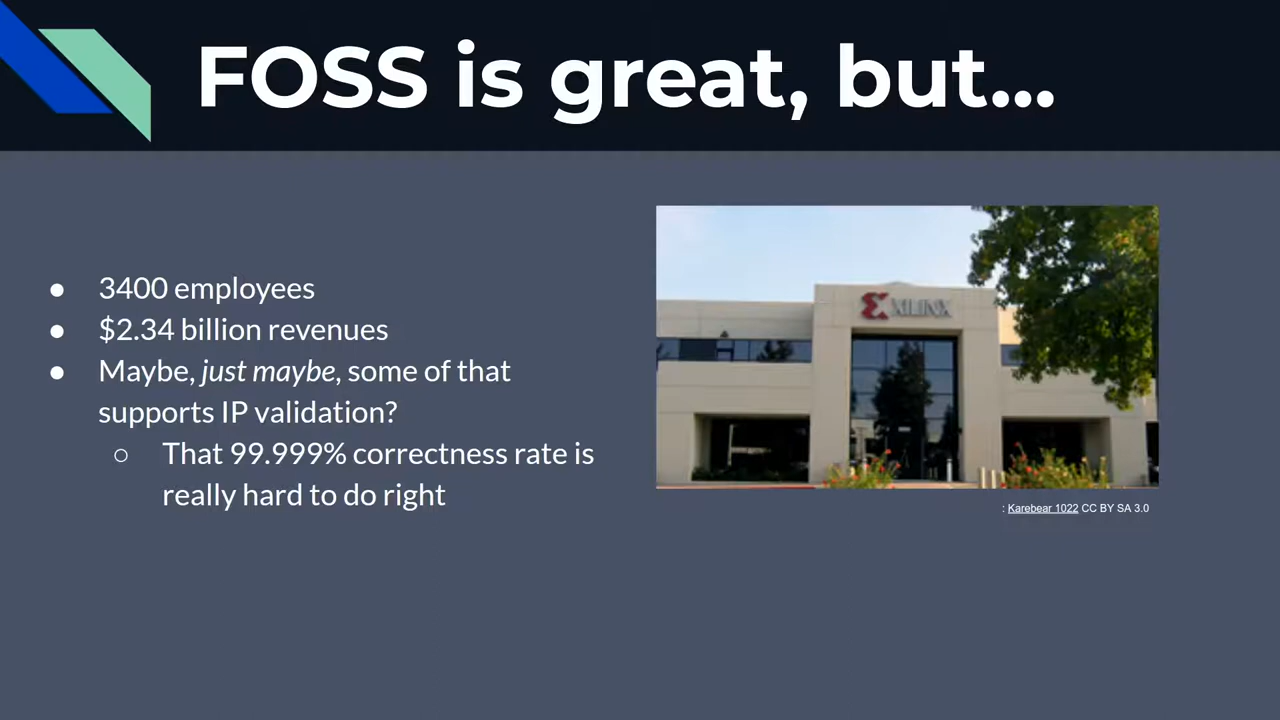 FOSS is great, but...
● 3400 employees
● $2.34 billion revenues
● Maybe, just maybe, some of that
supports IP validation?
○ That 99.999% correctness rate is
really hard to do right
XILINX
: Karebear 1022 CC BY SA 3.0